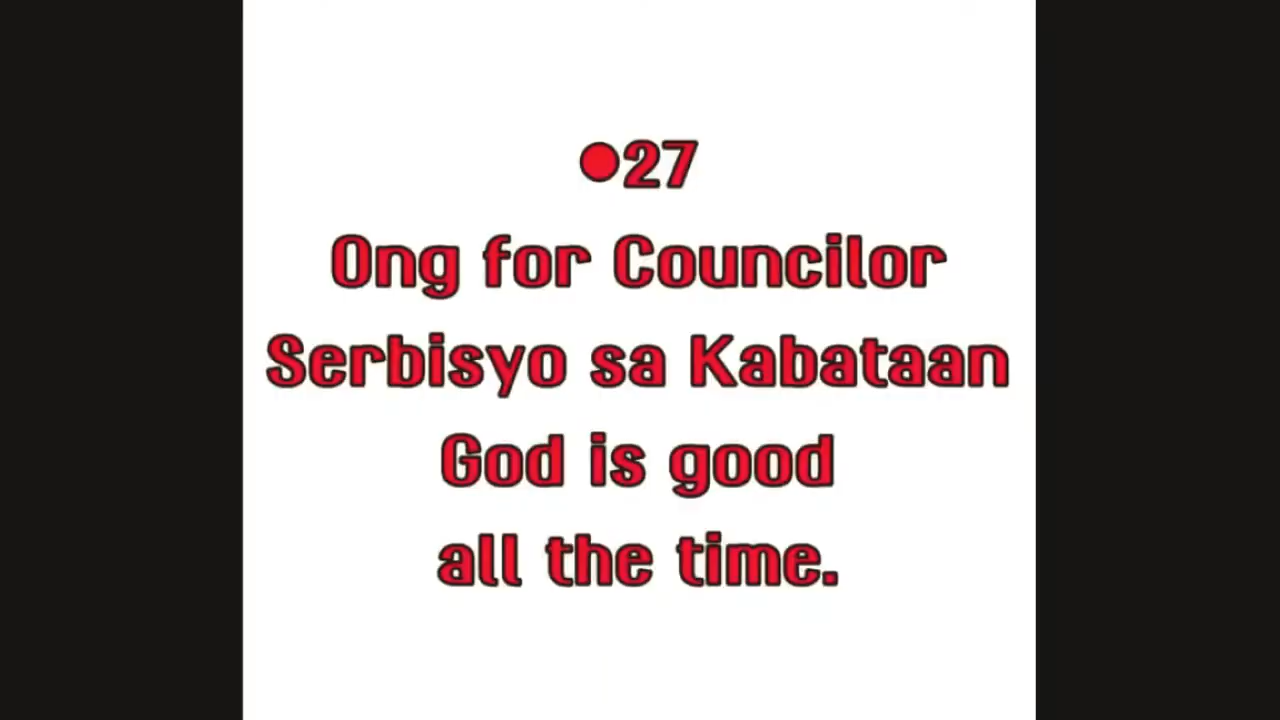 ●27
Ong for Councilor
Serbisyo sa Kabataan
God is good
all the time.